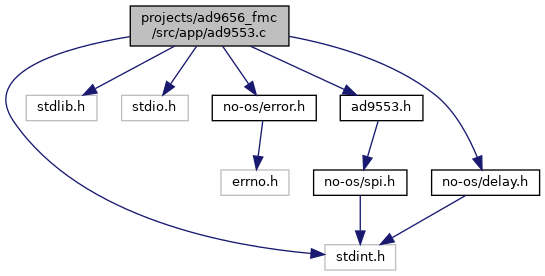 projects/ad9656_fmc
/src/app/ad9553.c
stdlib.h
stdio.h
no-os/error.h
ad9553.h
errno.h
no-os/spi.h
no-os/delay.h
stdint.h